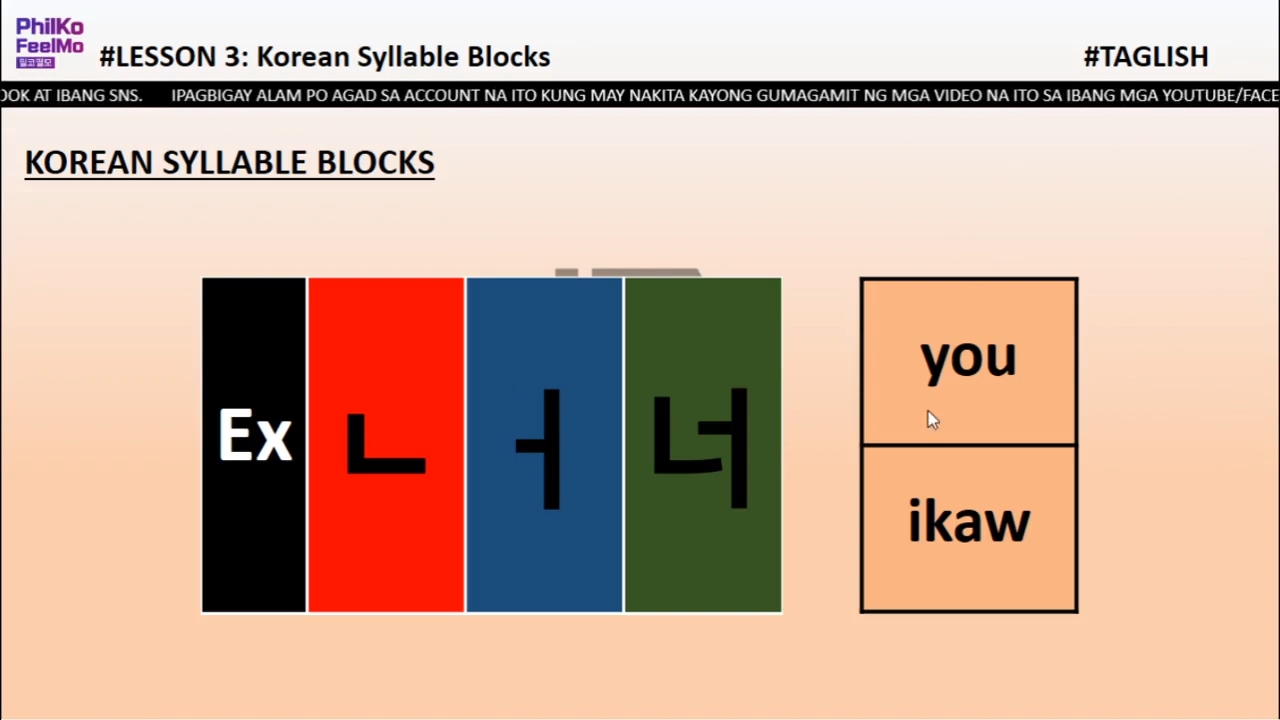 PhilKo
FeelMo
필코필모
#LESSON 3: Korean Syllable Blocks
#TAGLISH
OOK AT IBANG SNS. IPAGBIGAY ALAM PO AGAD SA ACCOUNT NA ITO KUNG MAY NAKITA KAYONG GUMAGAMIT NG MGA VIDEO NA ITO SA IBANG MGA YOUTUBE/FACE
KOREAN SYLLABLE BLOCKS
Ex ㄴ ㅓ 너
you
ikaw